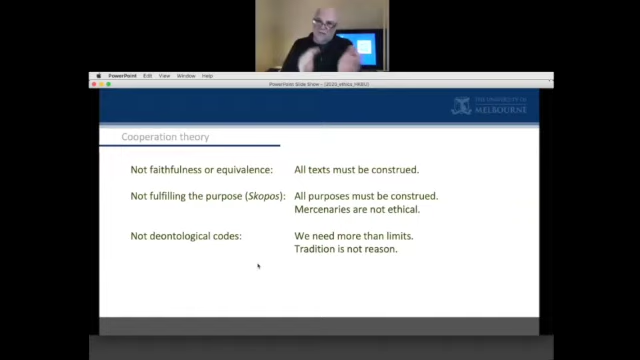 PowerPoint File Edit View Window Help
PowerPoint Slide Show - [2020_Africa_HKBU]
THE UNIVERSITY OF
MELBOURNE
Cooperation theory
Not faithfulness or equivalence: All texts must be construed.
Not fulfilling the purpose (Skopos): All purposes must be construed.
Mercenaries are not ethical.
Not deontological codes: We need more than limits.
Tradition is not reason.